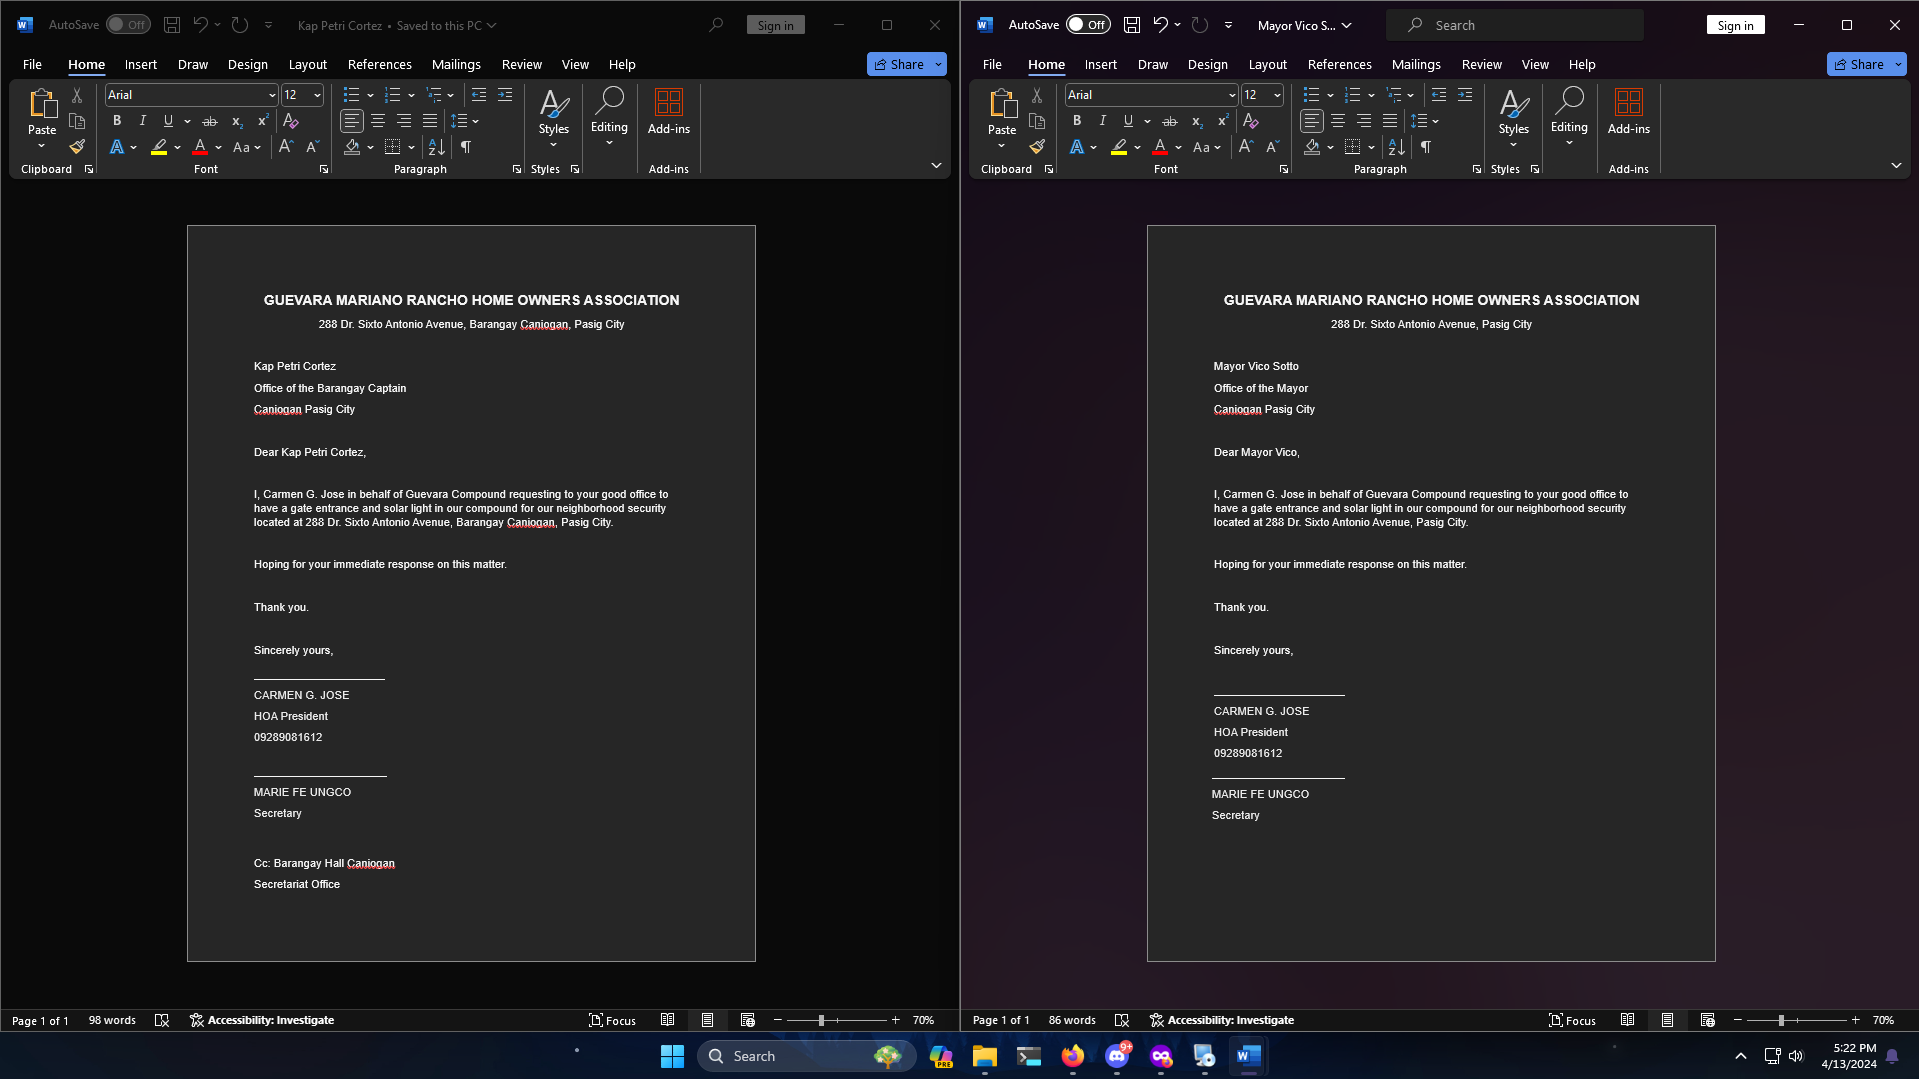 AutoSave Off Kap Petri Cortez • Saved to this PC Sign in
File Home Insert Draw Design Layout References Mailings Review View Help Share
Paste Arial 12 Styles Editing Add-ins
B I U ab x₂ x²
A A Aa A A
Clipboard Font Paragraph Styles Add-ins
GUEVARA MARIANO RANCHO HOME OWNERS ASSOCIATION
288 Dr. Sixto Antonio Avenue, Barangay Caniogan, Pasig City
Kap Petri Cortez
Office of the Barangay Captain
Caniogan Pasig City
Dear Kap Petri Cortez,
I, Carmen G. Jose in behalf of Guevara Compound requesting to your good office to
have a gate entrance and solar light in our compound for our neighborhood security
located at 288 Dr. Sixto Antonio Avenue, Barangay Caniogan, Pasig City.
Hoping for your immediate response on this matter.
Thank you.
Sincerely yours,
CARMEN G. JOSE
HOA President
09289081612
MARIE FE UNGCO
Secretary
Cc: Barangay Hall Caniogan
Secretariat Office
Page 1 of 1 98 words Accessibility: Investigate Focus 70%
AutoSave Off Mayor Vico S... Search Sign in
File Home Insert Draw Design Layout References Mailings Review View Help Share
Paste Arial 12 Styles Editing Add-ins
B I U ab x₂ x²
A A Aa A A
Clipboard Font Paragraph Styles Add-ins
GUEVARA MARIANO RANCHO HOME OWNERS ASSOCIATION
288 Dr. Sixto Antonio Avenue, Pasig City
Mayor Vico Sotto
Office of the Mayor
Caniogan Pasig City
Dear Mayor Vico,
I, Carmen G. Jose in behalf of Guevara Compound requesting to your good office to
have a gate entrance and solar light in our compound for our neighborhood security
located at 288 Dr. Sixto Antonio Avenue, Pasig City.
Hoping for your immediate response on this matter.
Thank you.
Sincerely yours,
CARMEN G. JOSE
HOA President
09289081612
MARIE FE UNGCO
Secretary
Page 1 of 1 86 words Accessibility: Investigate Focus 70%
Search PRE 9+ 5:22 PM
4/13/2024